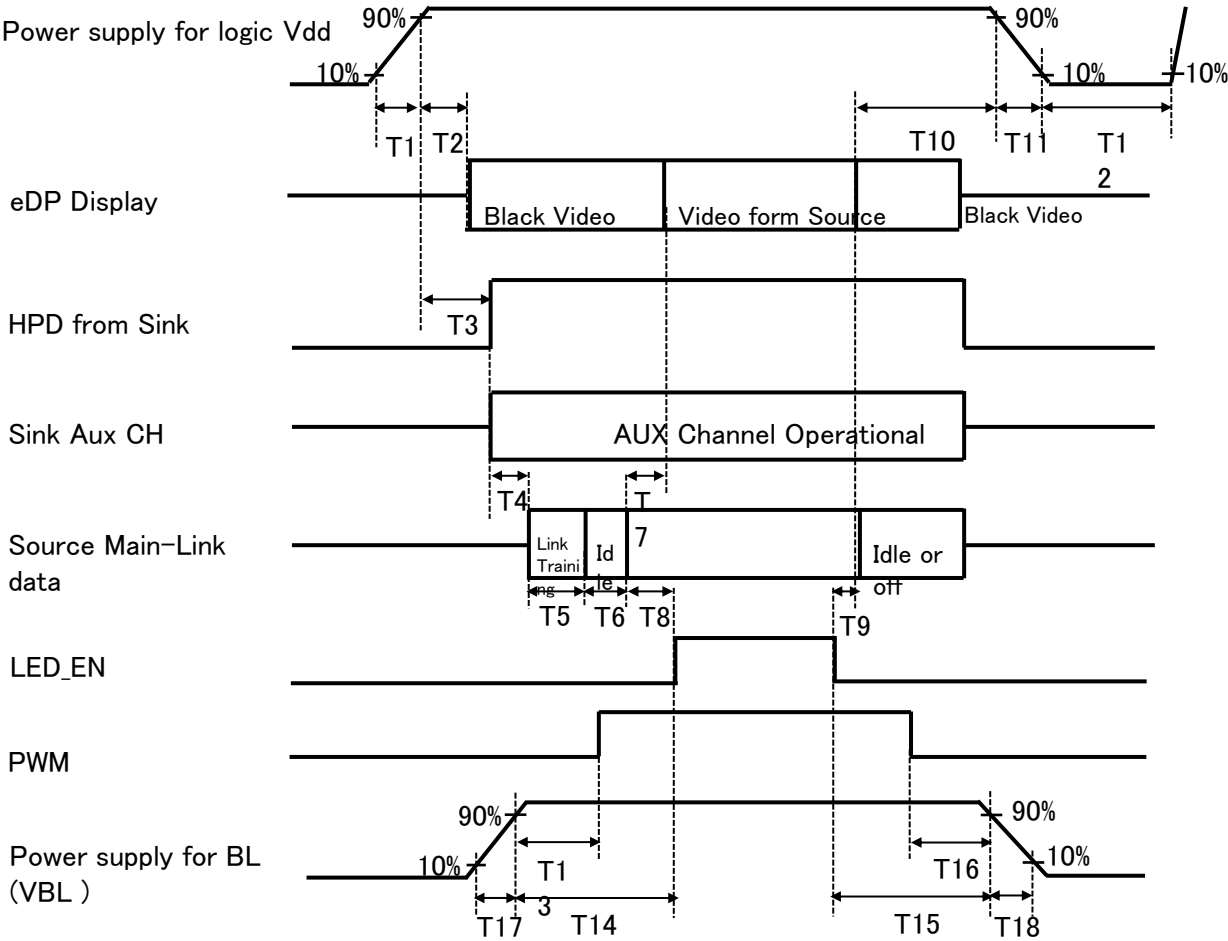 Power supply for logic Vdd
90%
90%
10%
10%
10%
T1
T2
T10
T11
T1
2
eDP Display
Black Video
Video form Source
Black Video
HPD from Sink
T3
Sink Aux CH
AUX Channel Operational
T4
T
7
Source Main-Link
data
Link
Traini
ng
Id
le
Idle or
off
T5
T6
T8
T9
LED_EN
PWM
90%
90%
Power supply for BL
(VBL )
10%
10%
T1
3
T16
T17
T14
T15
T18